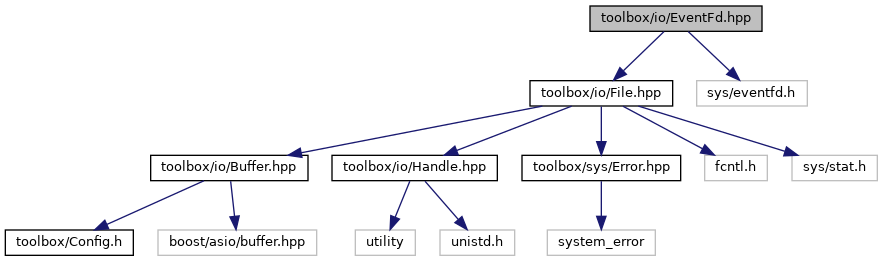 toolbox/io/EventFd.hpp
toolbox/io/File.hpp
sys/eventfd.h
toolbox/io/Buffer.hpp
toolbox/io/Handle.hpp
toolbox/sys/Error.hpp
fcntl.h
sys/stat.h
toolbox/Config.h
boost/asio/buffer.hpp
utility
unistd.h
system_error